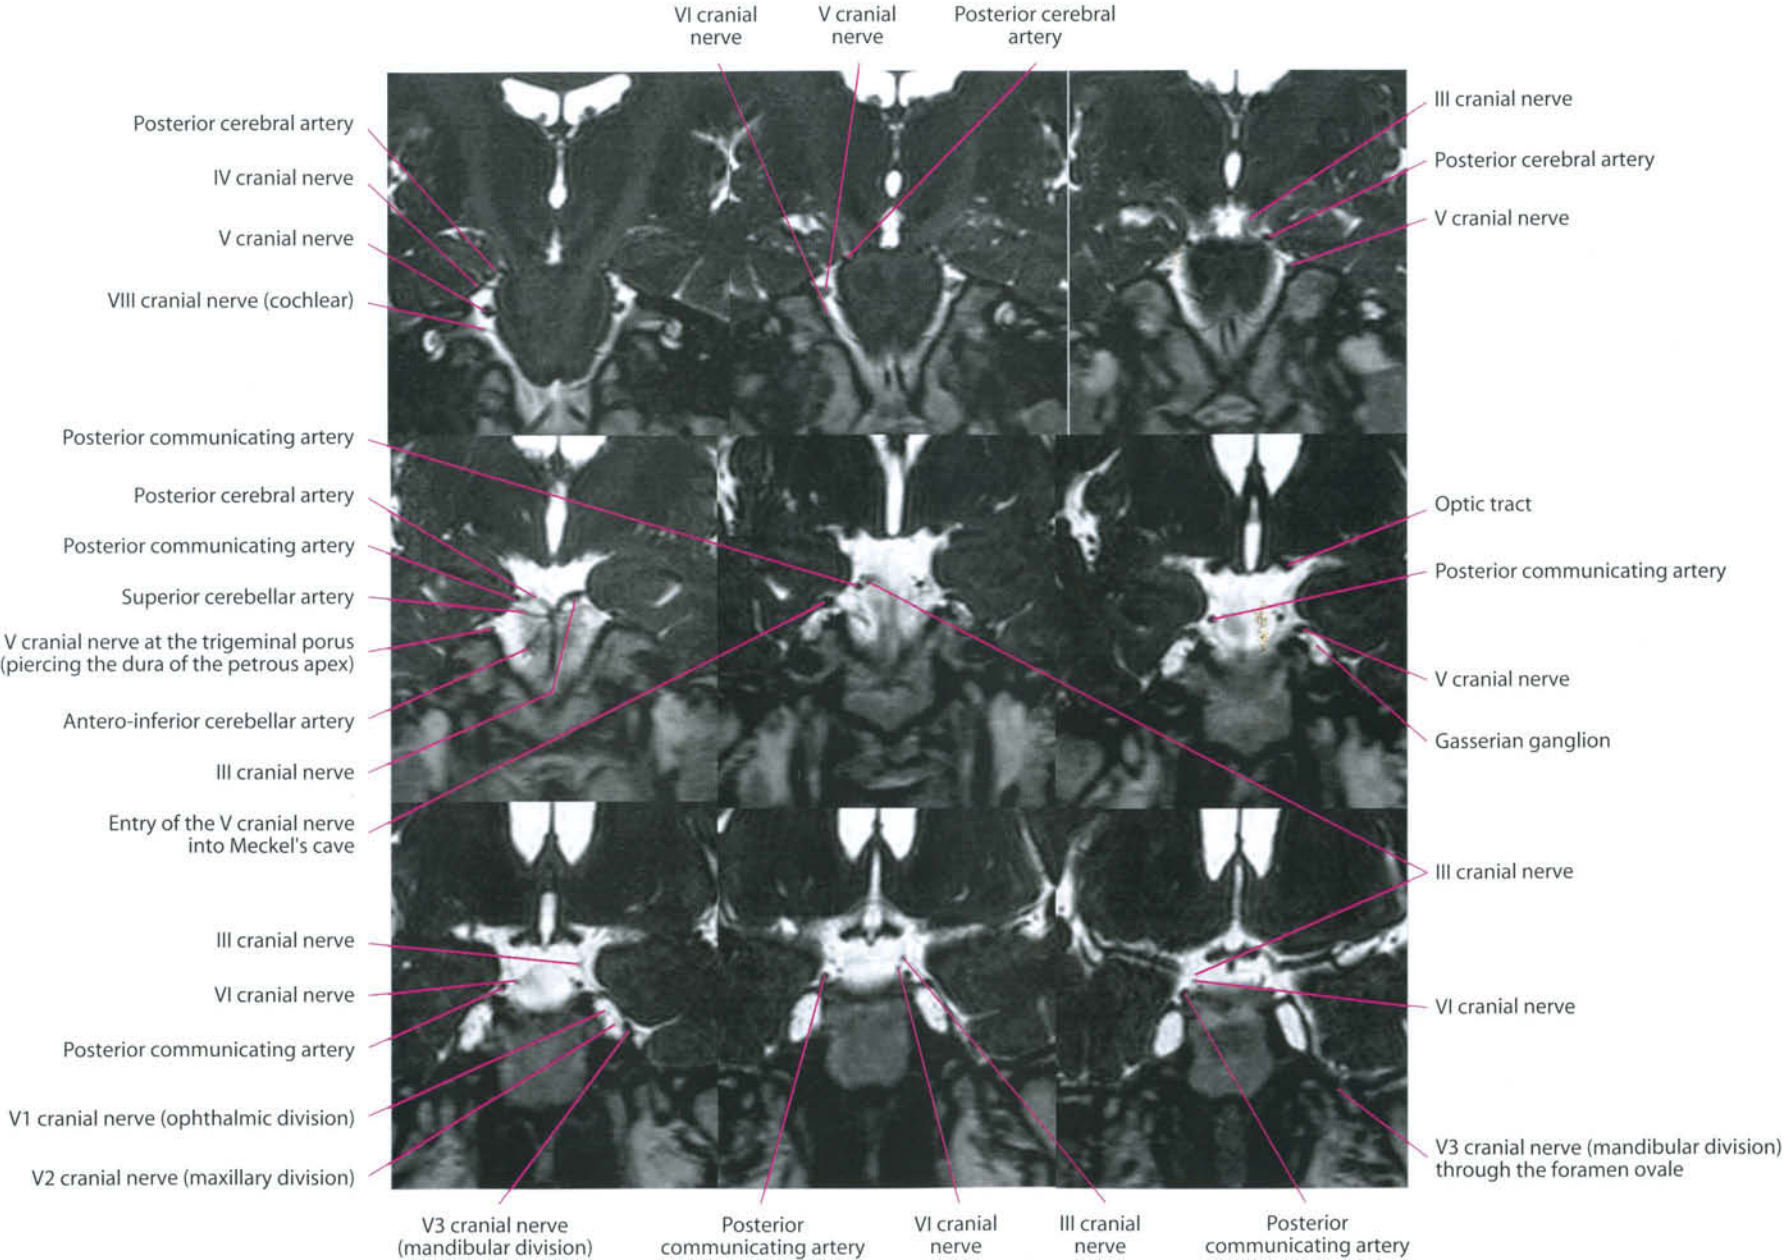 VI cranial
nerve
V cranial
nerve
Posterior cerebral
artery
Posterior cerebral artery
IV cranial nerve
V cranial nerve
VIII cranial nerve (cochlear)
III cranial nerve
Posterior cerebral artery
V cranial nerve
Posterior communicating artery
Posterior cerebral artery
Posterior communicating artery
Superior cerebellar artery
V cranial nerve at the trigeminal porus
(piercing the dura of the petrous apex)
Antero-inferior cerebellar artery
III cranial nerve
Entry of the V cranial nerve
into Meckel's cave
Optic tract
Posterior communicating artery
V cranial nerve
Gasserian ganglion
III cranial nerve
III cranial nerve
VI cranial nerve
Posterior communicating artery
V1 cranial nerve (ophthalmic division)
V2 cranial nerve (maxillary division)
VI cranial nerve
V3 cranial nerve (mandibular division)
through the foramen ovale
V3 cranial nerve
(mandibular division)
Posterior
communicating artery
VI cranial
nerve
III cranial
nerve
Posterior
communicating artery